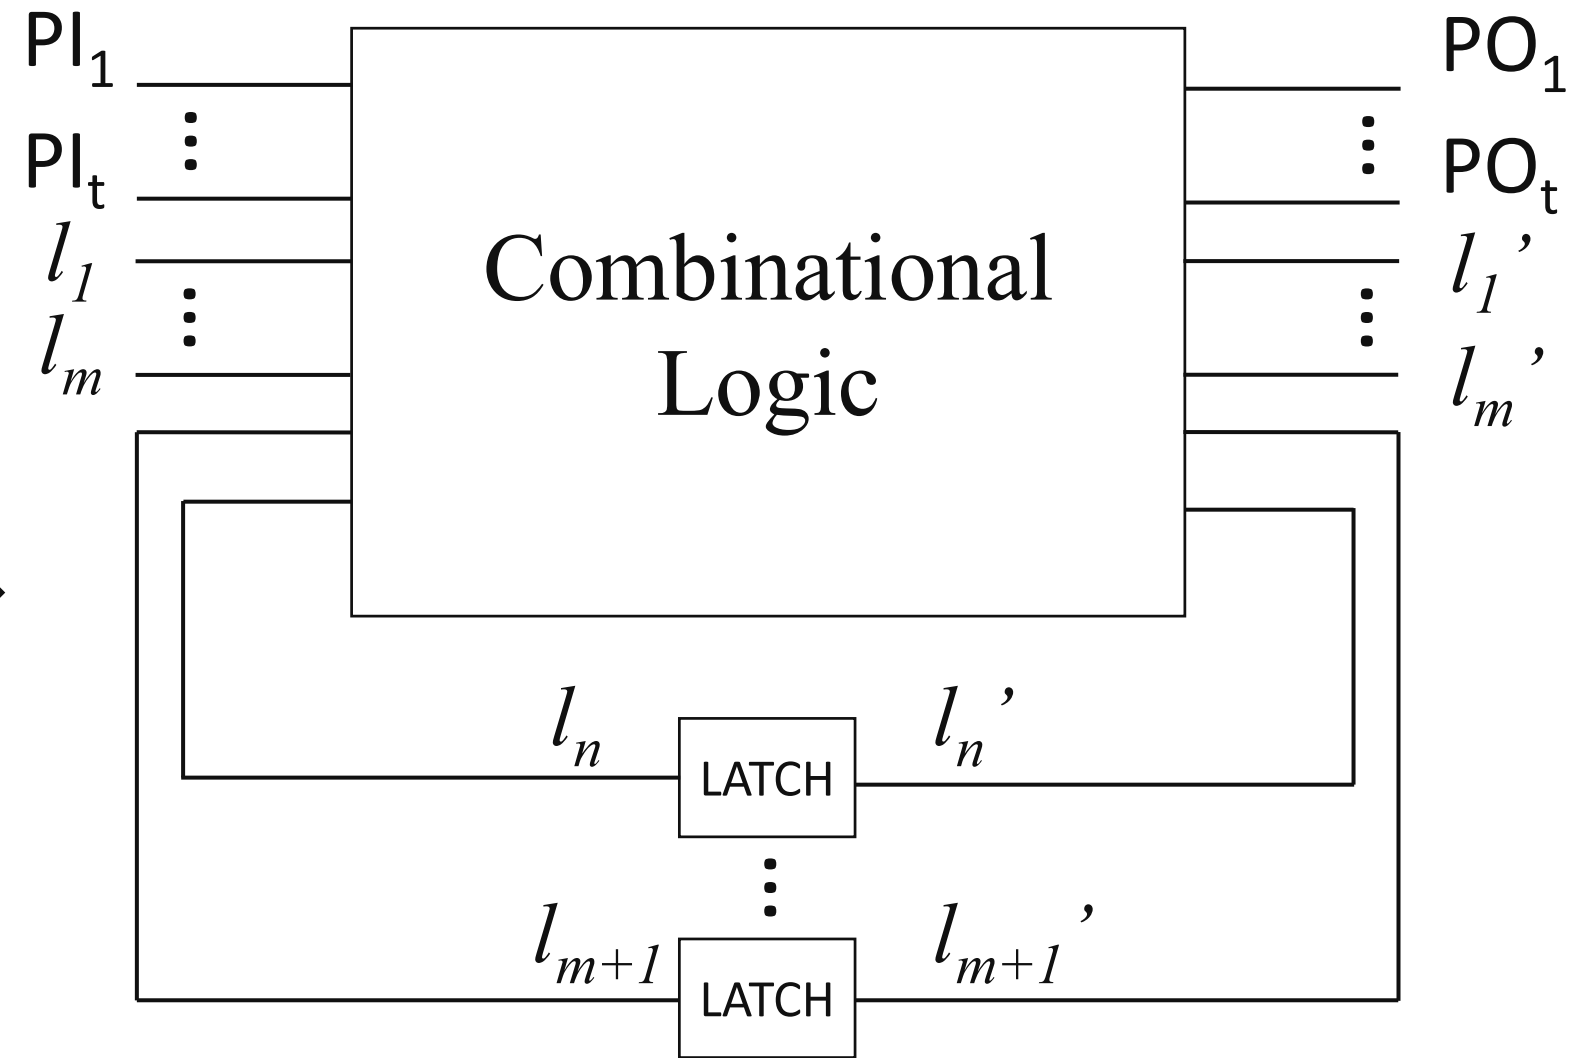 PI1
PO1
PIt
POt
l1
l1’
Combinational
Logic
lm
lm’
ln
ln’
LATCH
lm+1
lm+1’
LATCH